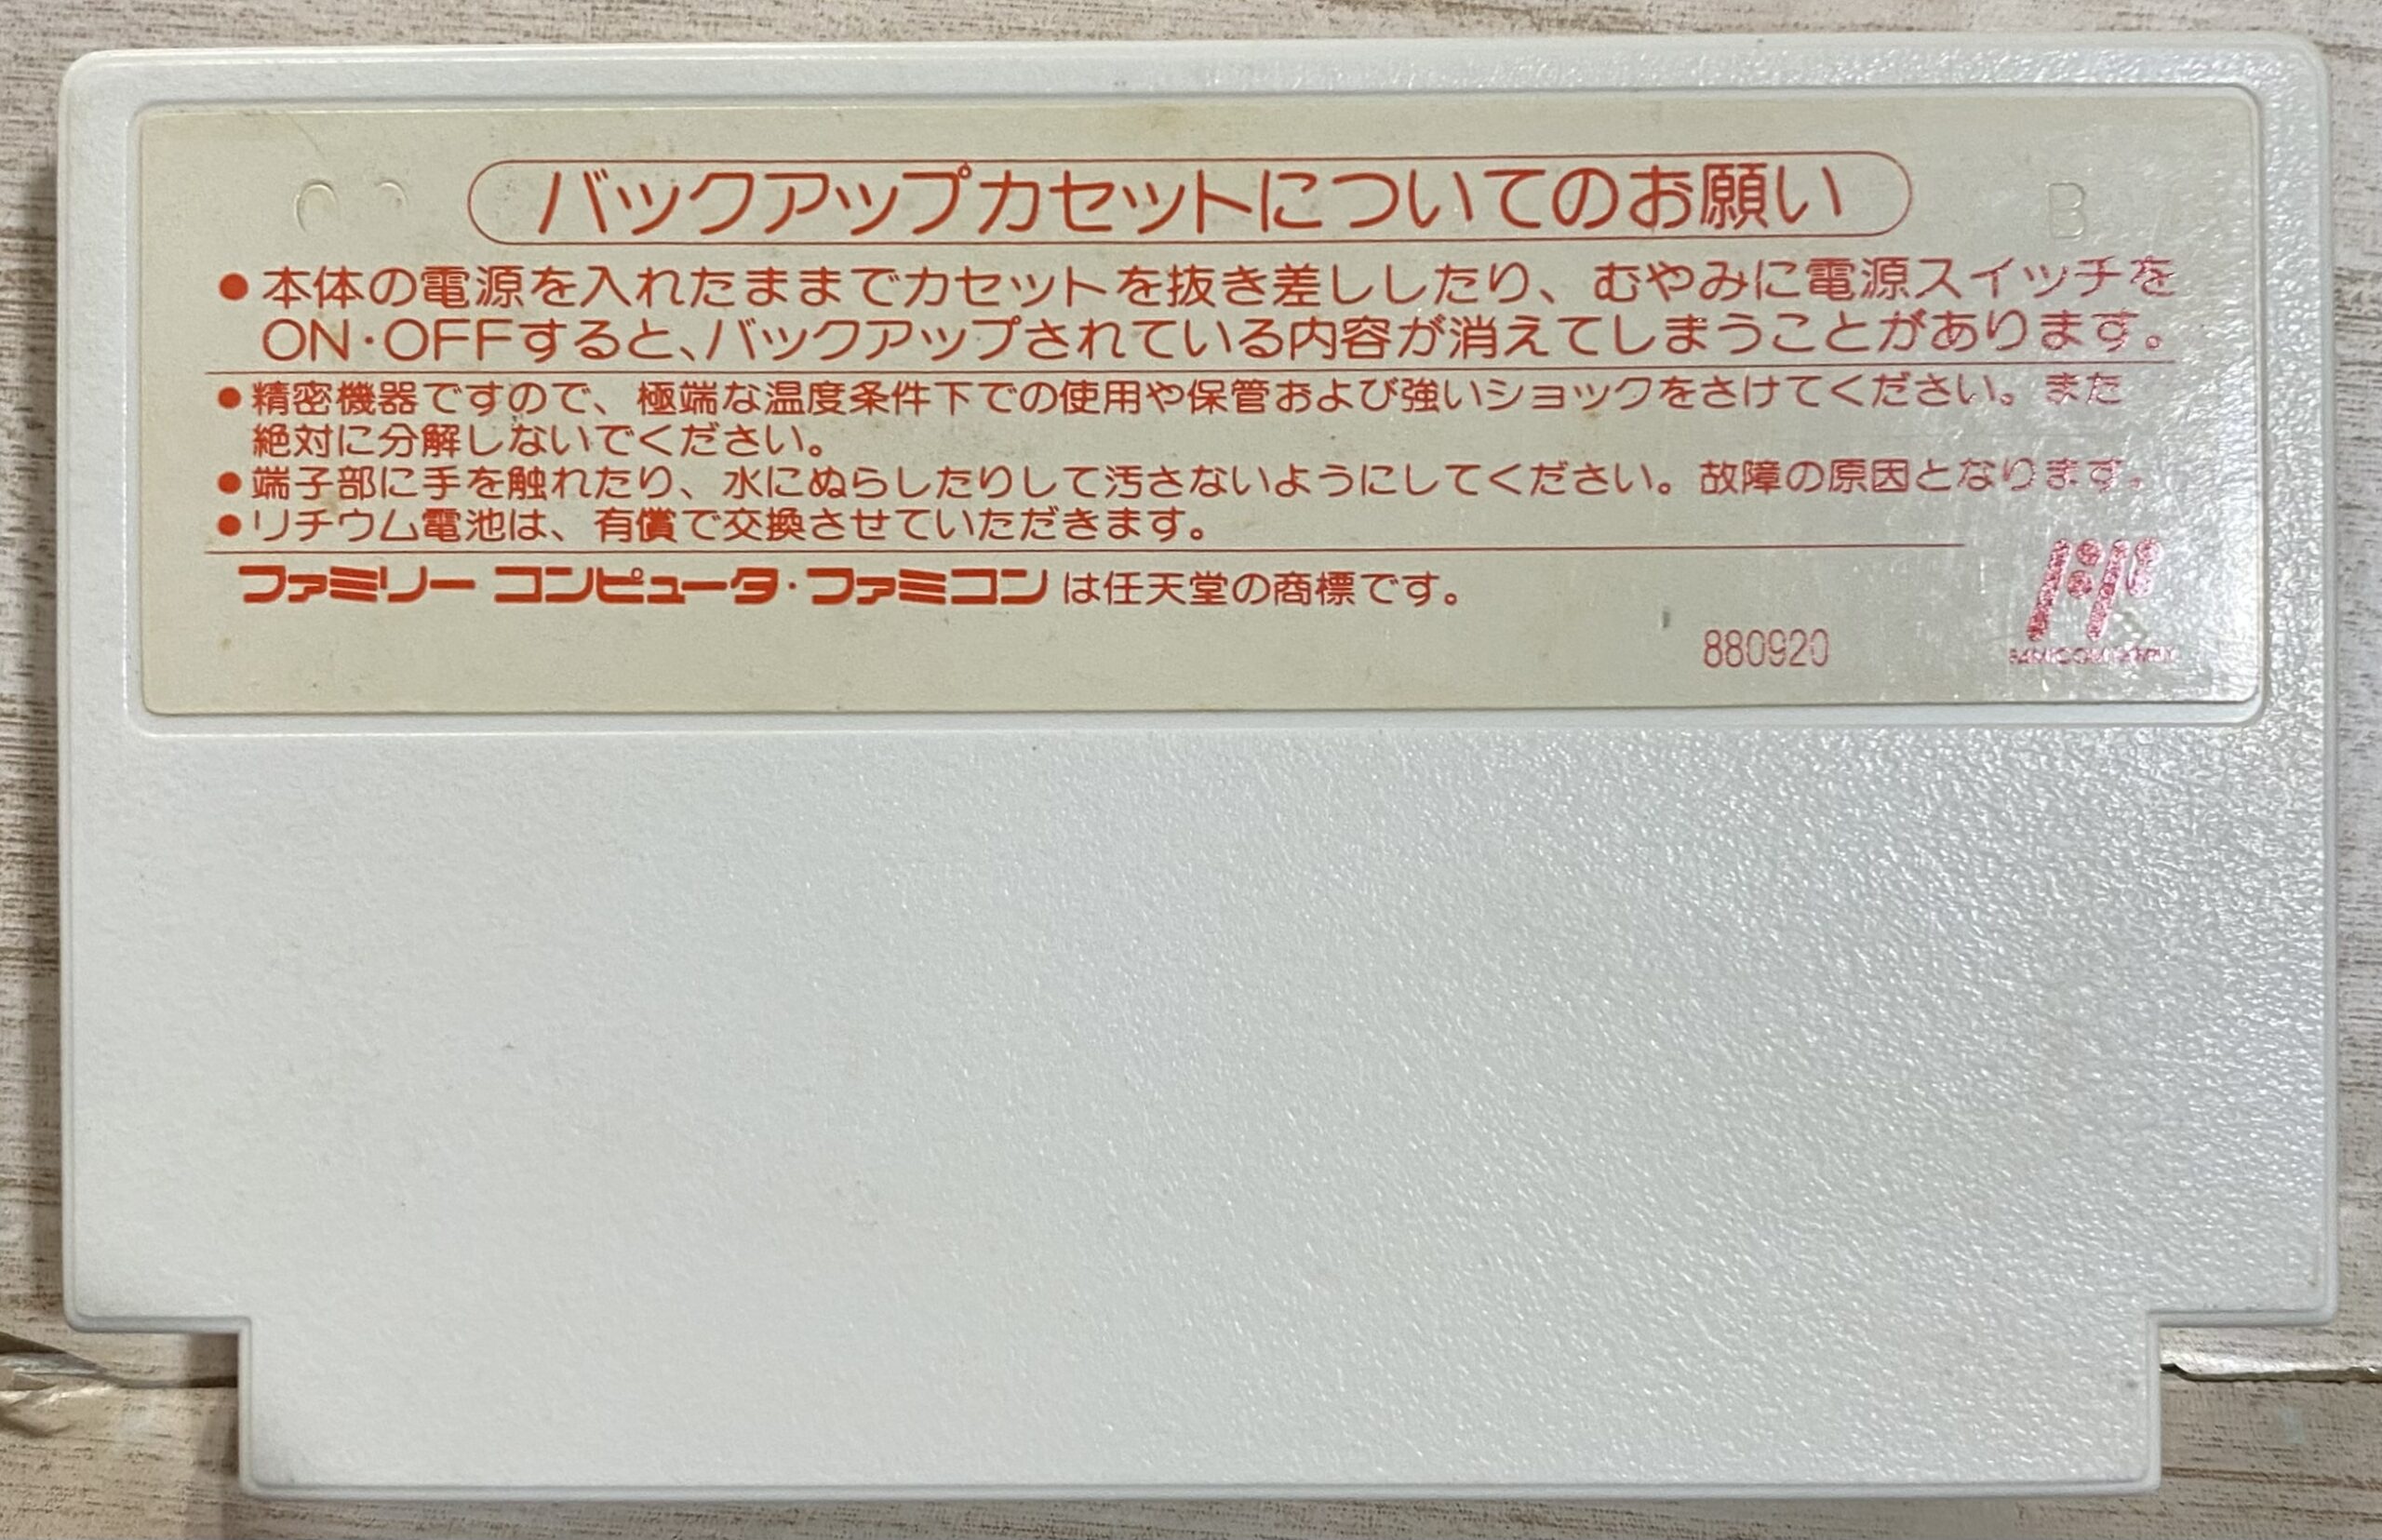 バックアップカセットについてのお願い
●本体の電源を入れたままでカセットを抜き差ししたり、むやみに電源スイッチを
ON・OFFすると、バックアップされている内容が消えてしまうことがあります。
●精密機器ですので、極端な温度条件下での使用や保管および強いショックをさけてください。また
絶対に分解しないでください。
●端子部に手を触れたり、水にぬらしたりして汚さないようにしてください。故障の原因となります。
●リチウム電池は、有償で交換させていただきます。
ファミリー コンピュータ・ファミコン は任天堂の商標です。
880920
B